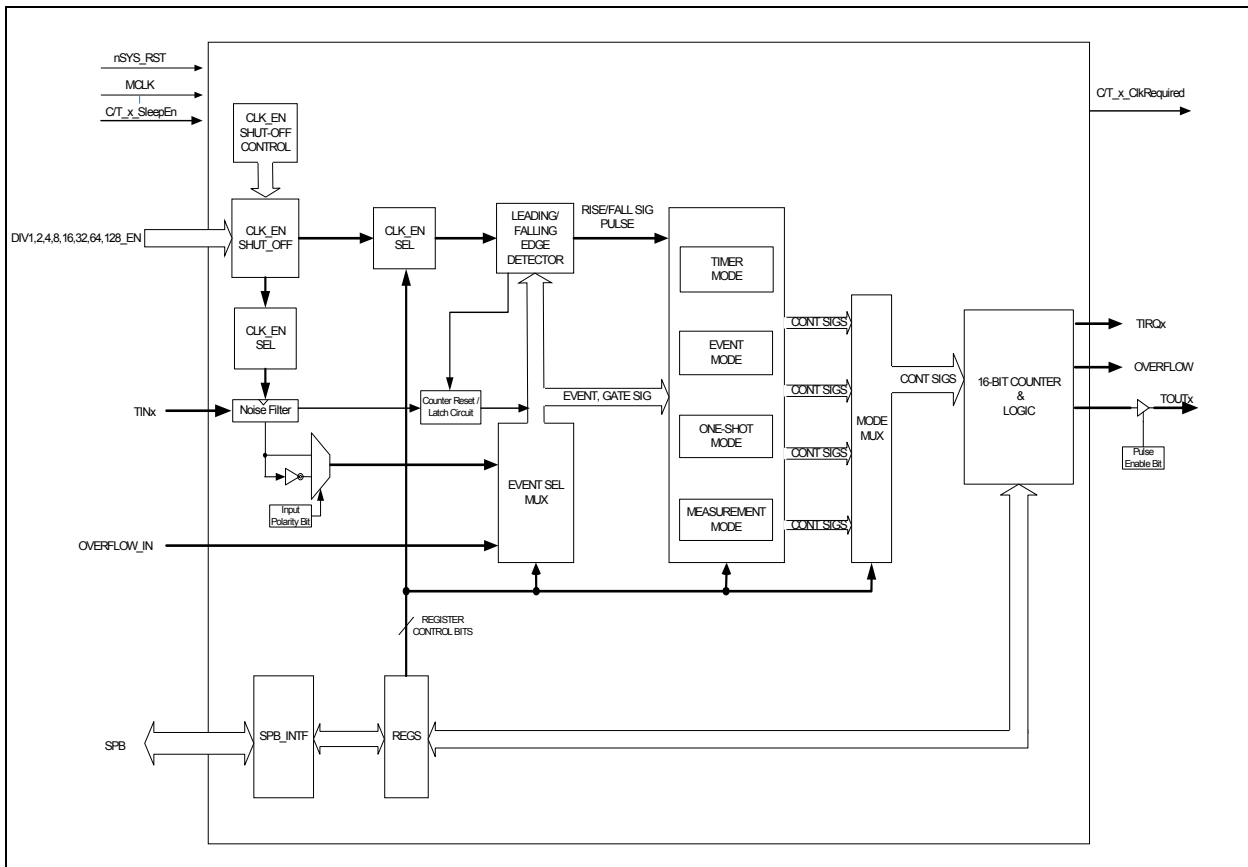 nSYS_RST
MCLK
C/T_x_SleepEn
C/T_x_ClkRequired
CLK_EN
SHUT-OFF
CONTROL
DIV1,2,4,8,16,32,64,128_EN
CLK_EN
SHUT_OFF
CLK_EN
SEL
LEADING/
FALLING
EDGE
DETECTOR
RISE/FALL SIG
PULSE
TIMER
MODE
CLK_EN
SEL
CONT SIGS
TIRQx
EVENT
MODE
OVERFLOW
CONT SIGS
16-BIT COUNTER
&
LOGIC
CONT SIGS
TINx
Noise Filter
Counter Reset /
Latch Circuit
EVENT, GATE SIG
TOUTx
MODE
MUX
ONE-SHOT
MODE
CONT SIGS
Pulse
Enable Bit
EVENT SEL
MUX
Input
Polarity Bit
MEASUREMENT
MODE
CONT SIGS
OVERFLOW_IN
REGISTER
CONTROL BITS
SPB
SPB_INTF
REGS